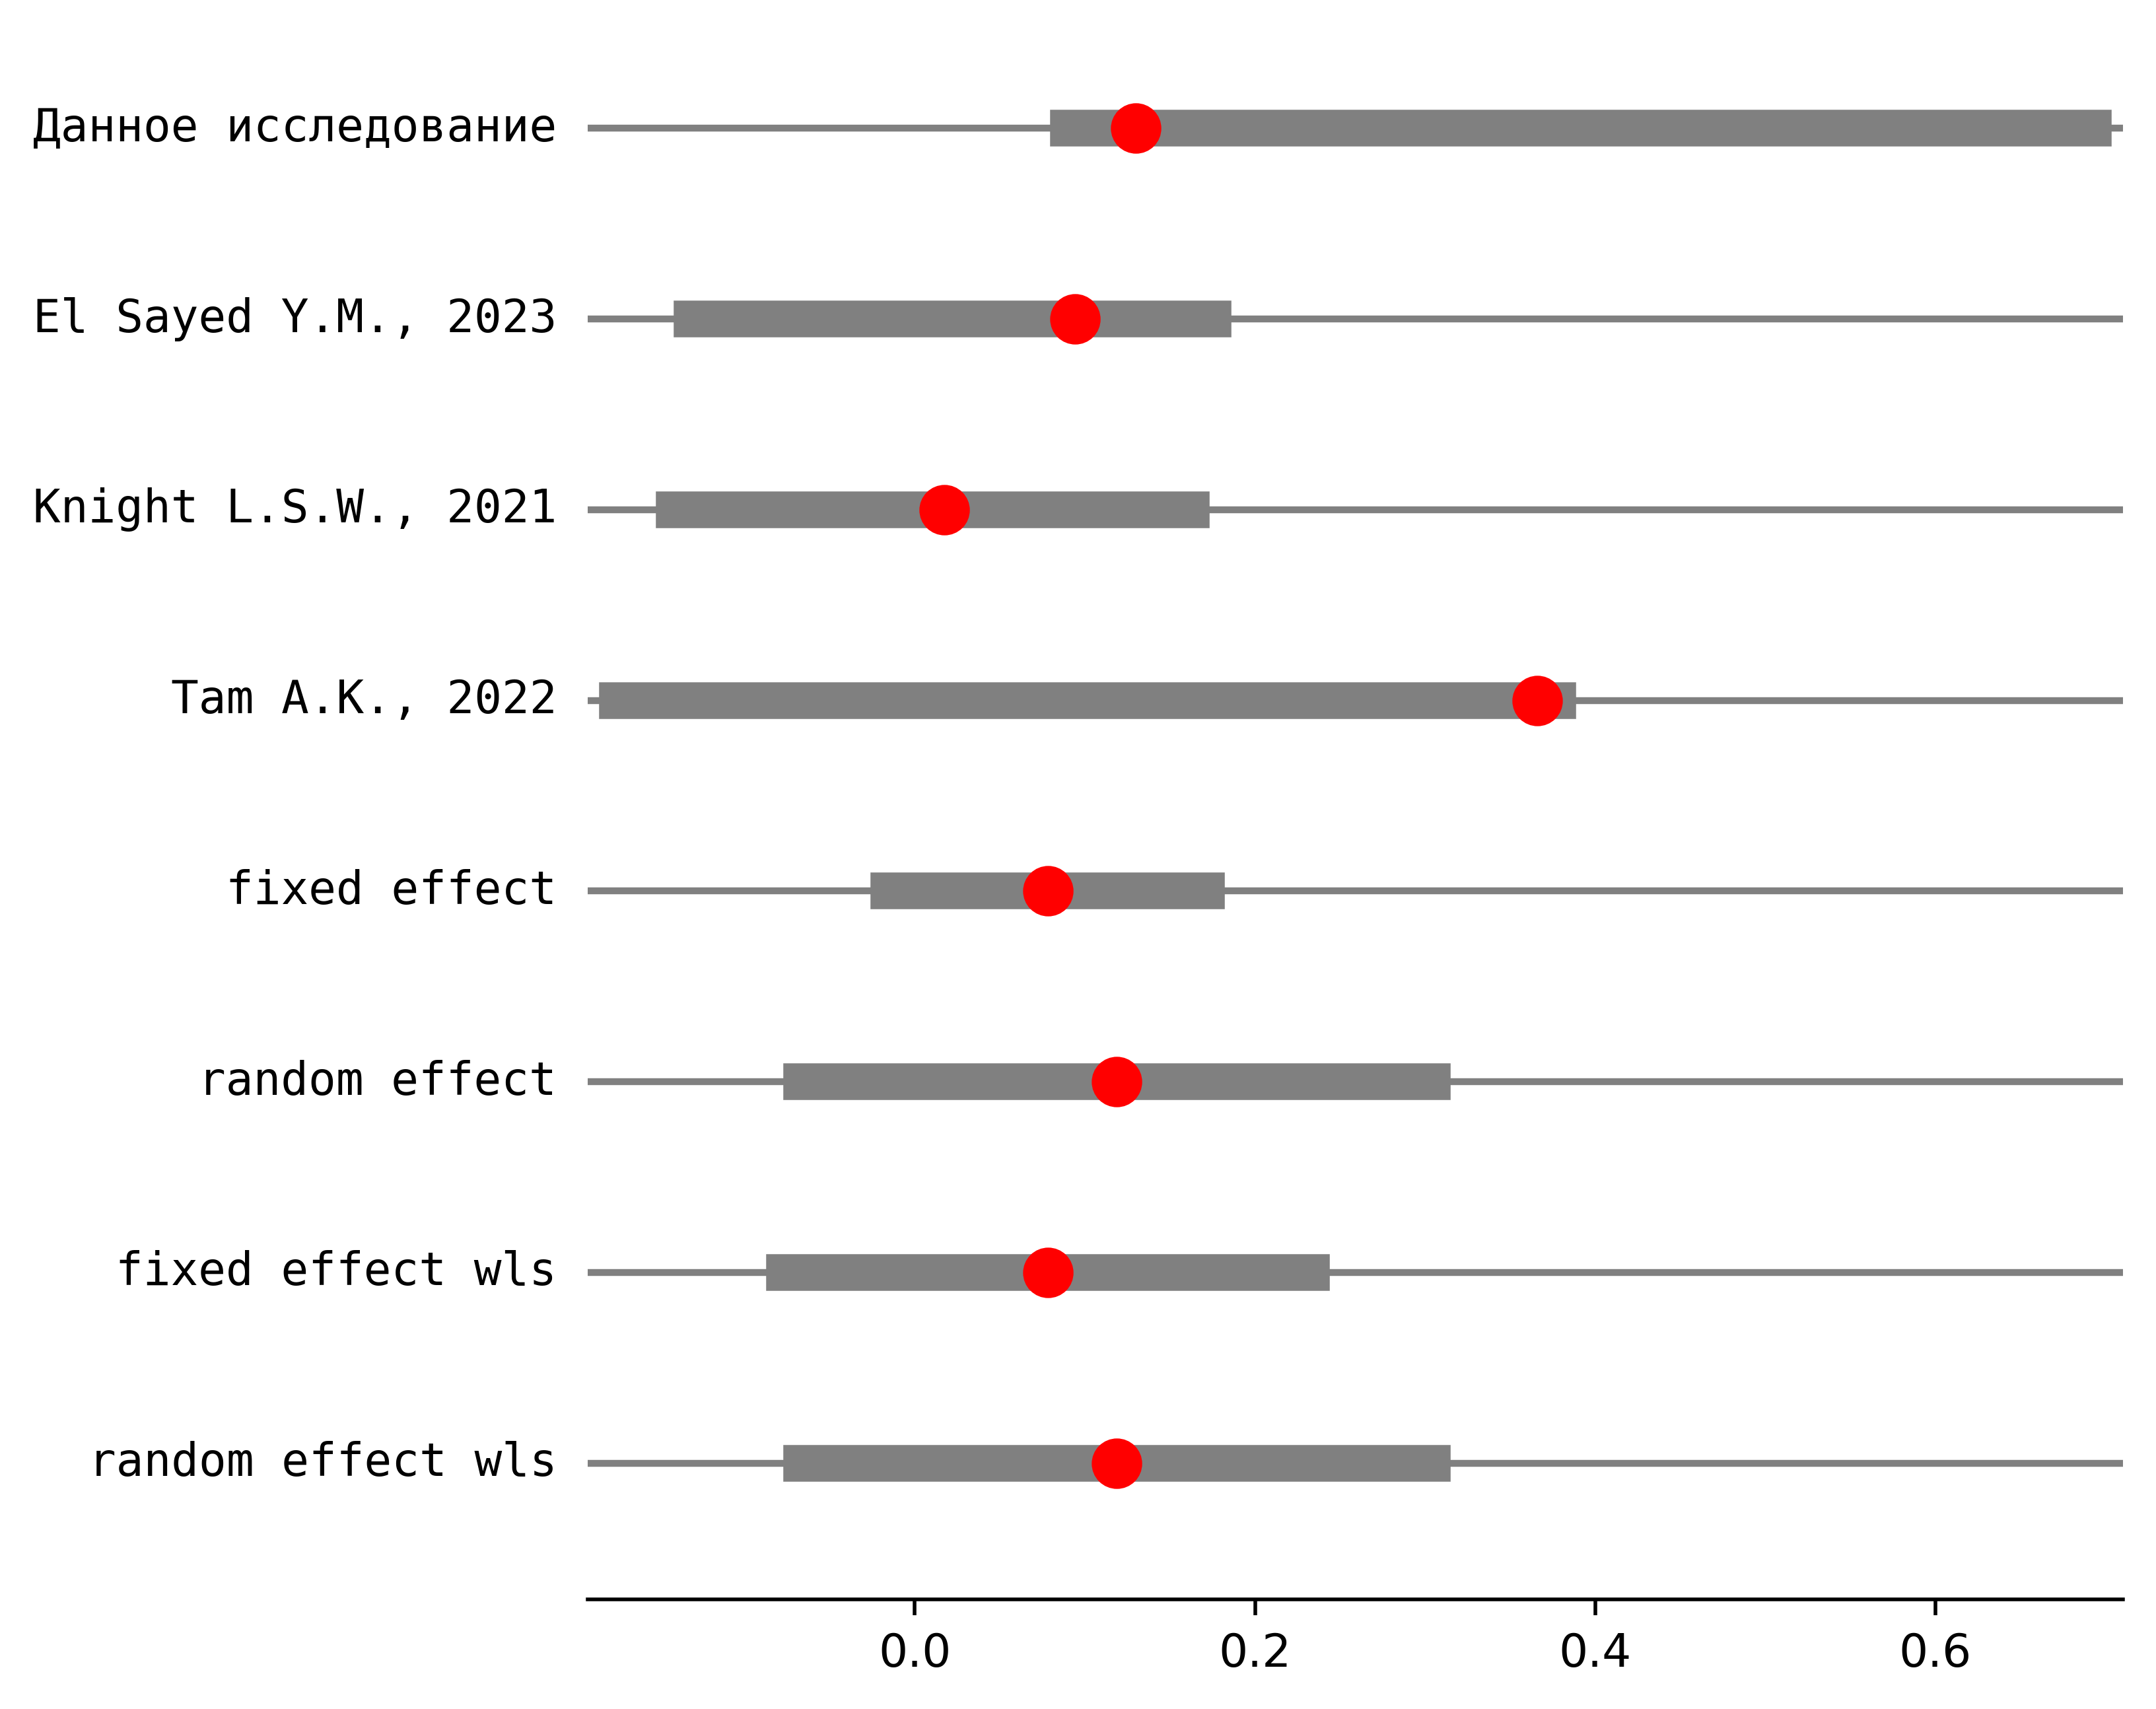 Данное исследование
El Sayed Y.M., 2023
Knight L.S.W., 2021
Tam A.K., 2022
fixed effect
random effect
fixed effect wls
random effect wls
0.0 0.2 0.4 0.6